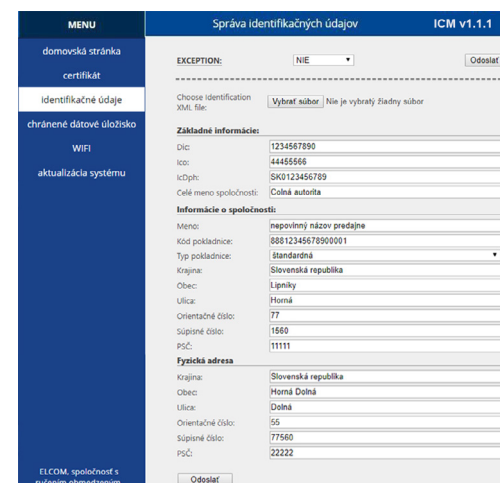 MENU
Správa identifikačných údajov
ICM v1.1.1
domovská stránka
certifikát
identifikačné údaje
chránené dátové úložisko
WIFI
aktualizácia systému
EXCEPTION:
NIE
Odoslať
Choose Identification
XML file:
Vybrať súbor Nie je vybratý žiadny súbor
Základné informácie:
Dic: 1234567890
Ico: 44455566
IcDph: SK0123456789
Celé meno spoločnosti: Colná autorita
Informácie o spoločnosti:
Meno: nepovinný názov predajne
Kód pokladnice: 88812345678900001
Typ pokladnice: štandardná
Krajina: Slovenská republika
Obec: Lipníky
Ulica: Horná
Orientačné číslo: 77
Súpisné číslo: 1560
PSČ: 11111
Fyzická adresa
Krajina: Slovenská republika
Obec: Horná Dolná
Ulica: Dolná
Orientačné číslo: 55
Súpisné číslo: 77560
PSČ: 22222
Odoslať
ELCOM, spoločnosť s
ručením obmedzeným